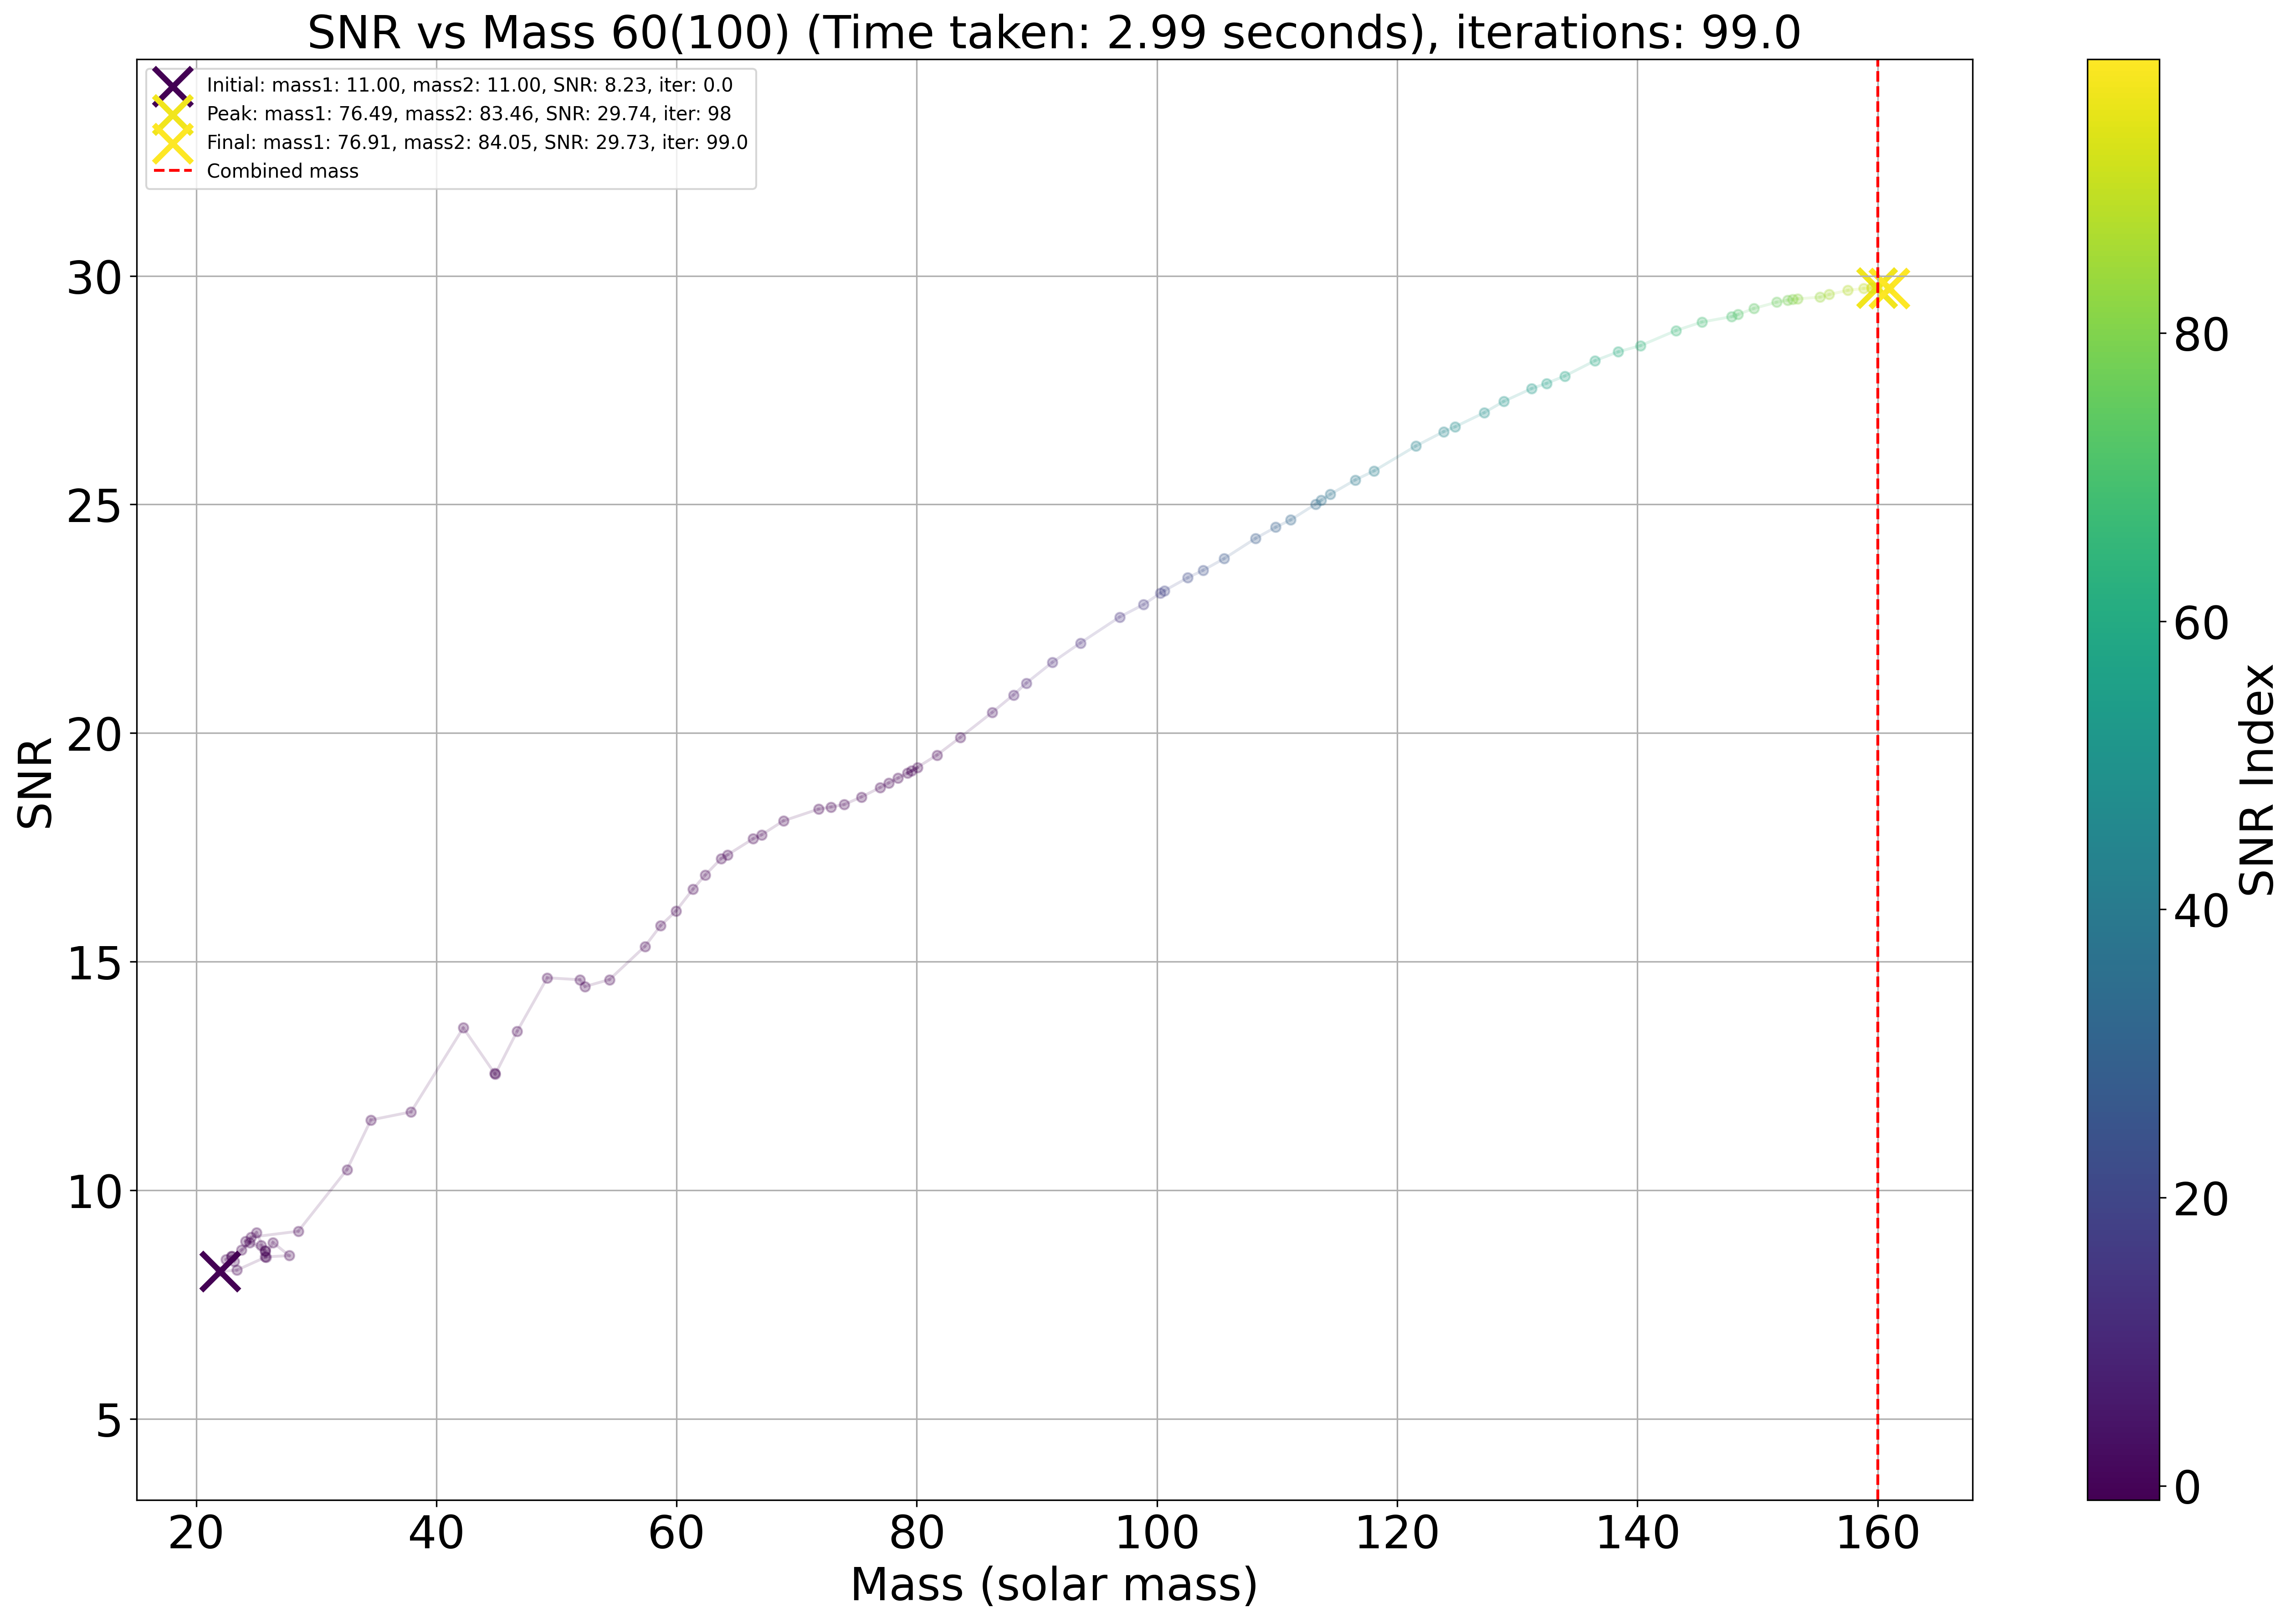 SNR vs Mass 60(100) (Time taken: 2.99 seconds), iterations: 99.0
Initial: mass1: 11.00, mass2: 11.00, SNR: 8.23, iter: 0.0
Peak: mass1: 76.49, mass2: 83.46, SNR: 29.74, iter: 98
Final: mass1: 76.91, mass2: 84.05, SNR: 29.73, iter: 99.0
Combined mass
30
25
20
15
10
5
SNR
20 40 60 80 100 120 140 160
Mass (solar mass)
80
60
40
20
0
SNR Index